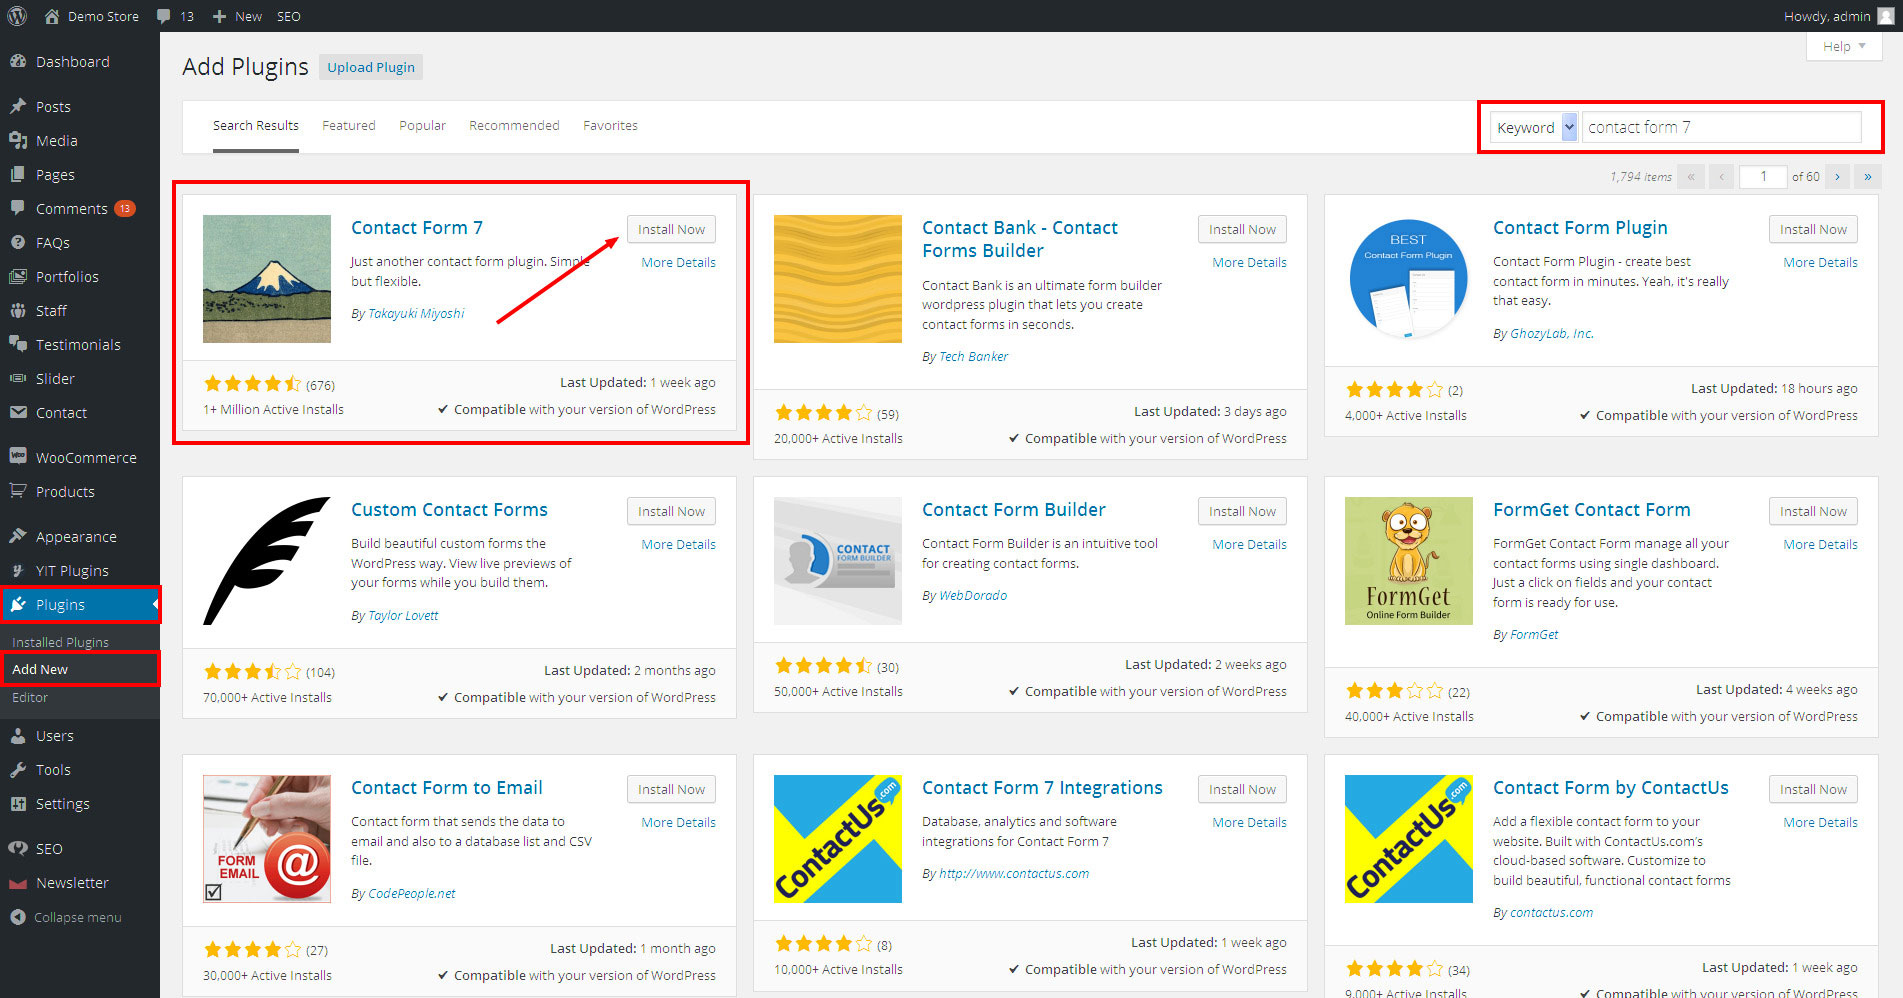 Demo Store
13
New
SEO
Howdy, admin
Dashboard
Posts
Media
Pages
Comments 13
FAQs
Portfolios
Staff
Testimonials
Slider
Contact
WooCommerce
Products
Appearance
YIT Plugins
Plugins
Installed Plugins
Add New
Editor
Users
Tools
Settings
SEO
Newsletter
Collapse menu
Help
Add Plugins
Upload Plugin
Search Results
Featured
Popular
Recommended
Favorites
Keyword
contact form 7
1,794 items
«
‹
1
of 60
›
»
Contact Form 7
Install Now
More Details
Just another contact form plugin. Simple
but flexible.
By Takayuki Miyoshi
(676)
1+ Million Active Installs
Last Updated: 1 week ago
Compatible with your version of WordPress
Contact Bank - Contact
Forms Builder
Install Now
More Details
Contact Bank is an ultimate form builder
wordpress plugin that lets you create
contact forms in seconds.
By Tech Banker
(59)
20,000+ Active Installs
Last Updated: 3 days ago
Compatible with your version of WordPress
BEST
Contact Form Plugin
Contact Form Plugin
Install Now
More Details
Contact Form Plugin - create best
contact form in minutes. Yeah, it's really
that easy.
By GhozyLab, Inc.
(2)
4,000+ Active Installs
Last Updated: 18 hours ago
Compatible with your version of WordPress
Custom Contact Forms
Install Now
More Details
Build beautiful custom forms the
WordPress way. View live previews of
your forms while you build them.
By Taylor Lovett
(104)
70,000+ Active Installs
Last Updated: 2 months ago
Compatible with your version of WordPress
CONTACT
FORM BUILDER
Contact Form Builder
Install Now
More Details
Contact Form Builder is an intuitive tool
for creating contact forms.
By WebDorado
(30)
50,000+ Active Installs
Last Updated: 2 weeks ago
Compatible with your version of WordPress
FormGet
Online Form Builder
FormGet Contact Form
Install Now
More Details
FormGet Contact Form manage all your
contact forms using single dashboard.
Just a click on fields and your contact
form is ready for use.
By FormGet
(22)
40,000+ Active Installs
Last Updated: 4 weeks ago
Compatible with your version of WordPress
FORM
EMAIL
@
Contact Form to Email
Install Now
More Details
Contact form that sends the data to
email and also to a database list and CSV
file.
By CodePeople.net
(27)
30,000+ Active Installs
Last Updated: 1 month ago
Compatible with your version of WordPress
ContactUs.com
Contact Form 7 Integrations
Install Now
More Details
Database, analytics and software
integrations for Contact Form 7
By http://www.contactus.com
(8)
10,000+ Active Installs
Last Updated: 1 week ago
Compatible with your version of WordPress
ContactUs.com
Contact Form by ContactUs
Install Now
More Details
Add a flexible contact form to your
website. Built with ContactUs.com's
cloud-based software. Customize to
build beautiful, functional contact forms
By contactus.com
(34)
9,000+ Active Installs
Last Updated: 1 week ago
Compatible with your version of WordPress